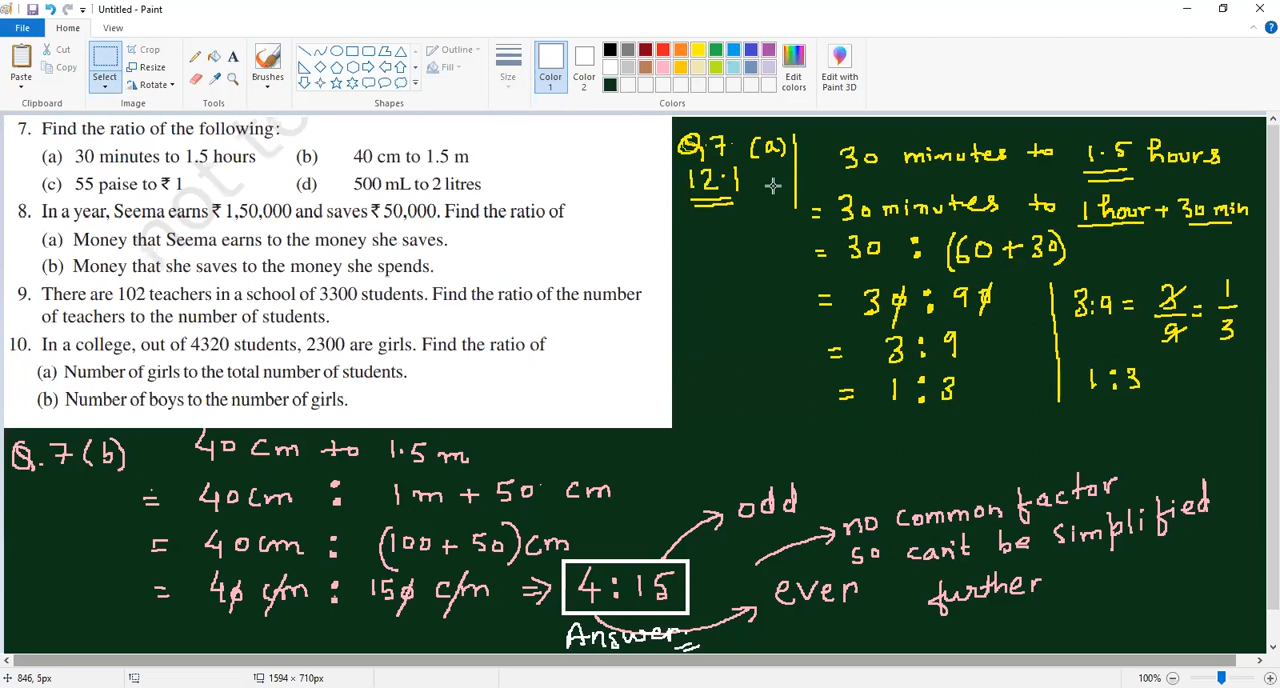 Untitled - Paint
File Home View
Paste
Cut
Copy
Clipboard
Select
Crop
Resize
Rotate
Image
Tools
Brushes
Shapes
Outline
Fill
Size
Color 1
Color 2
Edit colors
Edit with Paint 3D
Colors
not to
7. Find the ratio of the following:
(a) 30 minutes to 1.5 hours (b) 40 cm to 1.5 m
(c) 55 paise to ₹ 1 (d) 500 mL to 2 litres
8. In a year, Seema earns ₹ 1,50,000 and saves ₹ 50,000. Find the ratio of
(a) Money that Seema earns to the money she saves.
(b) Money that she saves to the money she spends.
9. There are 102 teachers in a school of 3300 students. Find the ratio of the number
of teachers to the number of students.
10. In a college, out of 4320 students, 2300 are girls. Find the ratio of
(a) Number of girls to the total number of students.
(b) Number of boys to the number of girls.
Q.7 (a)
12.1
30 minutes to 1.5 hours
= 30 minutes to 1 hour + 30 min
= 30 : (60 + 30)
= 30 : 90
= 3 : 9
= 1 : 3
3:9 = 3/9 = 1/3
1 : 3
Q.7 (b) 40 cm to 1.5 m
= 40 cm : 1 m + 50 cm
= 40 cm : (100 + 50) cm
= 40 cm : 150 cm ⇒ 4 : 15
Answer
odd
even
no common factor
so can't be simplified
further
846, 5px
1594 × 710px
100%